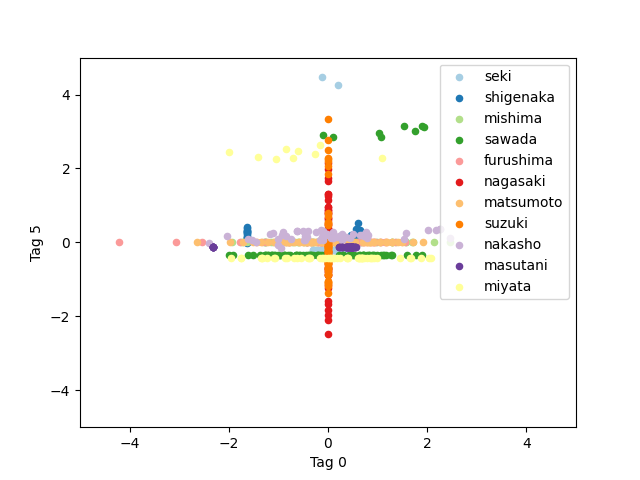 seki
shigenaka
mishima
sawada
furushima
nagasaki
matsumoto
suzuki
nakasho
masutani
miyata
4
2
0
−2
−4
Tag 5
−4
−2
0
2
4
Tag 0